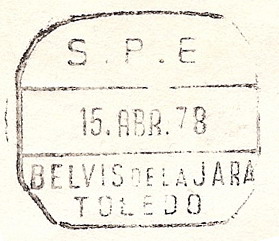 S.P.E
15.ABR.78
BELVIS DE LA JARA
TOLEDO